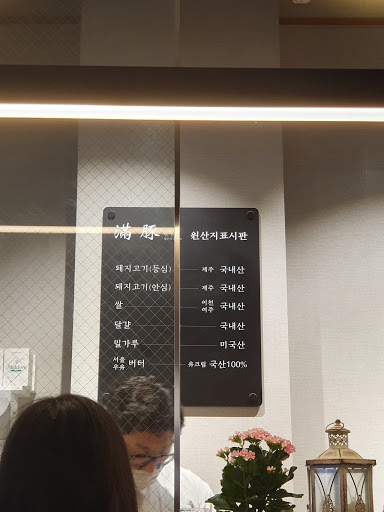 滿 豚 원산지표시판
돼지고기(등심) 제주 국내산
돼지고기(안심) 제주 국내산
쌀 이천 여주 국내산
달걀 국내산
밀가루 미국산
서울 우유 버터 유크림 국산100%